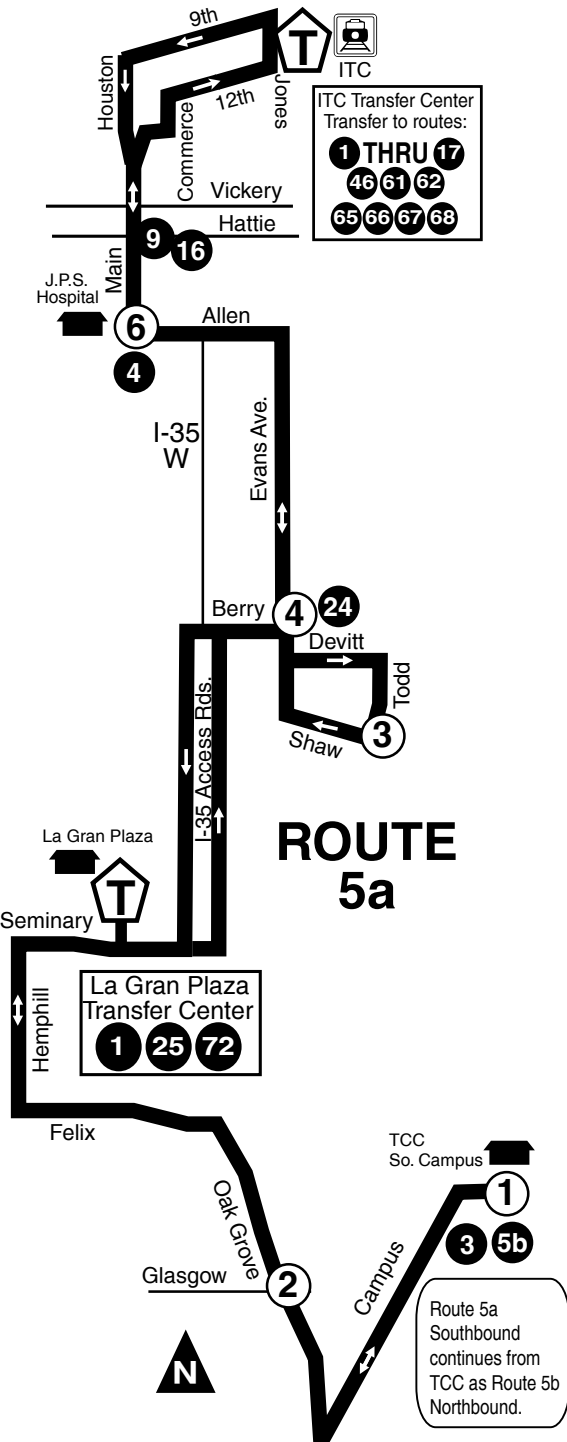 9th
T
ITC
Houston
Jones
12th
Commerce
ITC Transfer Center
Transfer to routes:
1 THRU 17
46 61 62
65 66 67 68
Vickery
Hattie
9 16
Main
J.P.S.
Hospital
6
Allen
4
I-35
W
Evans Ave.
Berry
4
24
Devitt
Todd
Shaw
3
I-35 Access Rds.
ROUTE
5a
La Gran Plaza
T
Seminary
La Gran Plaza
Transfer Center
1 25 72
Hemphill
Felix
TCC
So. Campus
1
3 5b
Oak Grove
Campus
Glasgow
2
N
Route 5a
Southbound
continues from
TCC as Route 5b
Northbound.